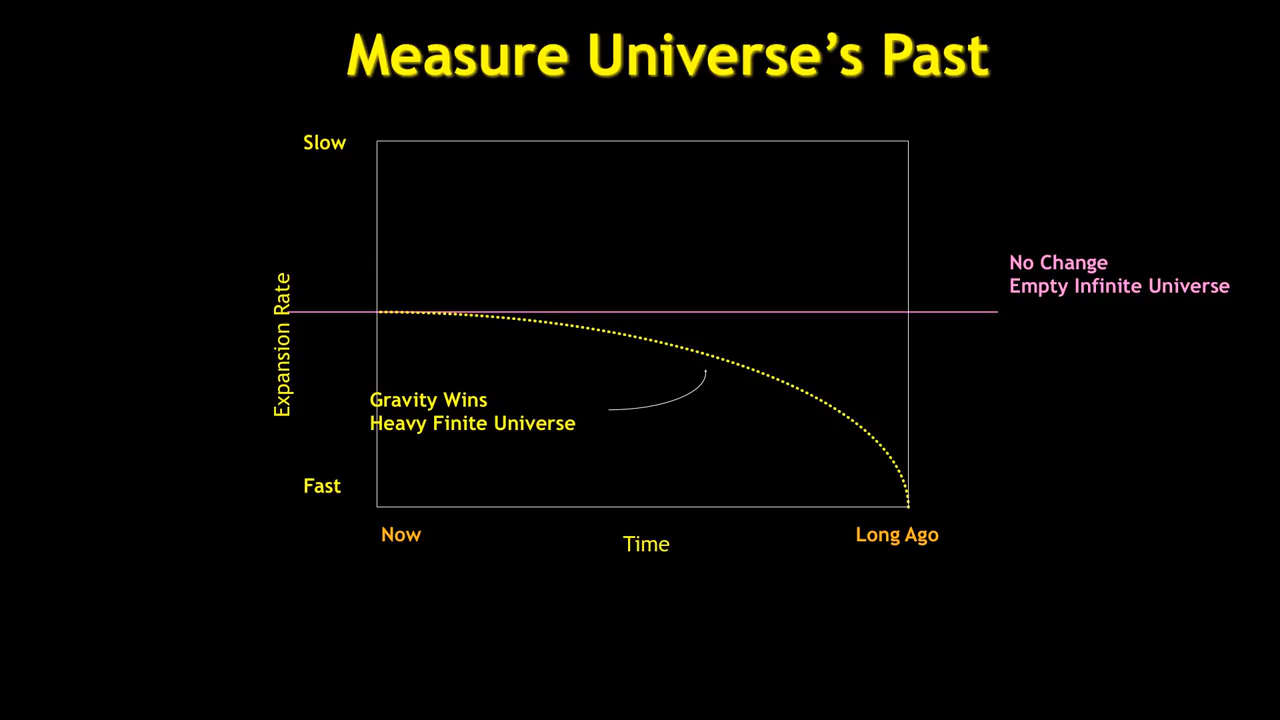 Measure Universe’s Past
Slow
No Change
Empty Infinite Universe
Expansion Rate
Gravity Wins
Heavy Finite Universe
Fast
Now
Time
Long Ago